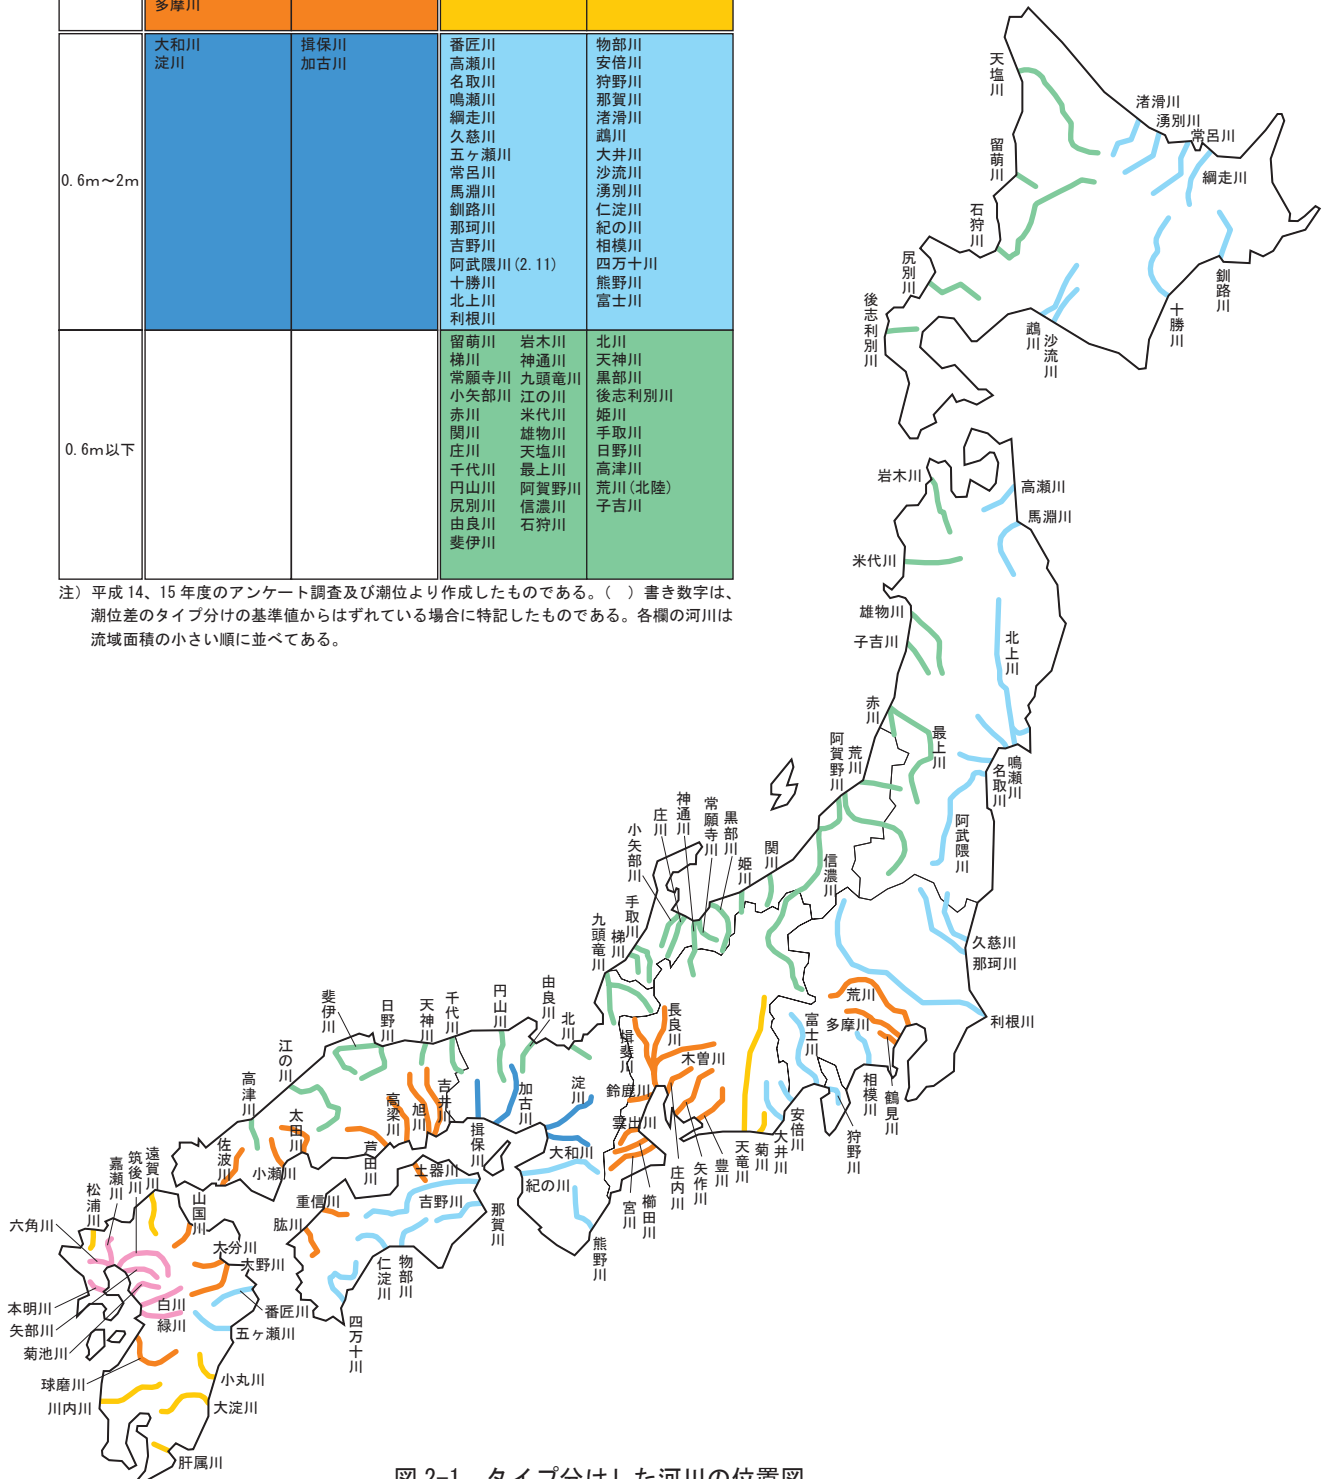 多摩川
0.6m～2m
大和川
淀川
揖保川
加古川
番匠川
高瀬川
名取川
鳴瀬川
網走川
久慈川
五ヶ瀬川
常呂川
馬淵川
釧路川
那珂川
吉野川
阿武隈川(2.11)
十勝川
北上川
利根川
物部川
安倍川
狩野川
那賀川
渚滑川
鵡川
大井川
沙流川
湧別川
仁淀川
紀の川
相模川
四万十川
熊野川
富士川
0.6m以下
留萌川 岩木川
梯川 神通川
常願寺川 九頭竜川
小矢部川 江の川
赤川 米代川
関川 雄物川
庄川 天塩川
千代川 最上川
円山川 阿賀野川
尻別川 信濃川
由良川 石狩川
斐伊川
北川
天神川
黒部川
後志利別川
姫川
手取川
日野川
高津川
荒川(北陸)
子吉川
注）平成14、15年度のアンケート調査及び潮位より作成したものである。（　）書き数字は、
潮位差のタイプ分けの基準値からはずれている場合に特記したものである。各欄の河川は
流域面積の小さい順に並べてある。
天塩川
渚滑川
湧別川
常呂川
網走川
留萌川
石狩川
尻別川
後志利別川
鵡川
沙流川
十勝川
釧路川
岩木川
高瀬川
馬淵川
米代川
雄物川
子吉川
北上川
赤川
最上川
荒川
阿賀野川
鳴瀬川
名取川
阿武隈川
信濃川
関川
姫川
黒部川
常願寺川
神通川
庄川
小矢部川
手取川
梯川
九頭竜川
久慈川
那珂川
利根川
荒川
多摩川
富士川
相模川
鶴見川
狩野川
安倍川
大井川
菊川
天竜川
豊川
矢作川
庄内川
木曽川
長良川
揖斐川
鈴鹿川
雲出川
櫛田川
宮川
北川
由良川
円山川
千代川
天神川
日野川
斐伊川
江の川
高津川
淀川
加古川
揖保川
大和川
紀の川
熊野川
吉井川
旭川
高梁川
芦田川
太田川
小瀬川
佐波川
土器川
吉野川
那賀川
重信川
肱川
仁淀川
物部川
四万十川
遠賀川
筑後川
嘉瀬川
松浦川
六角川
山国川
大分川
大野川
番匠川
五ヶ瀬川
本明川
矢部川
菊池川
白川
緑川
球磨川
川内川
小丸川
大淀川
肝属川
図2-1 タイプ分けした河川の位置図